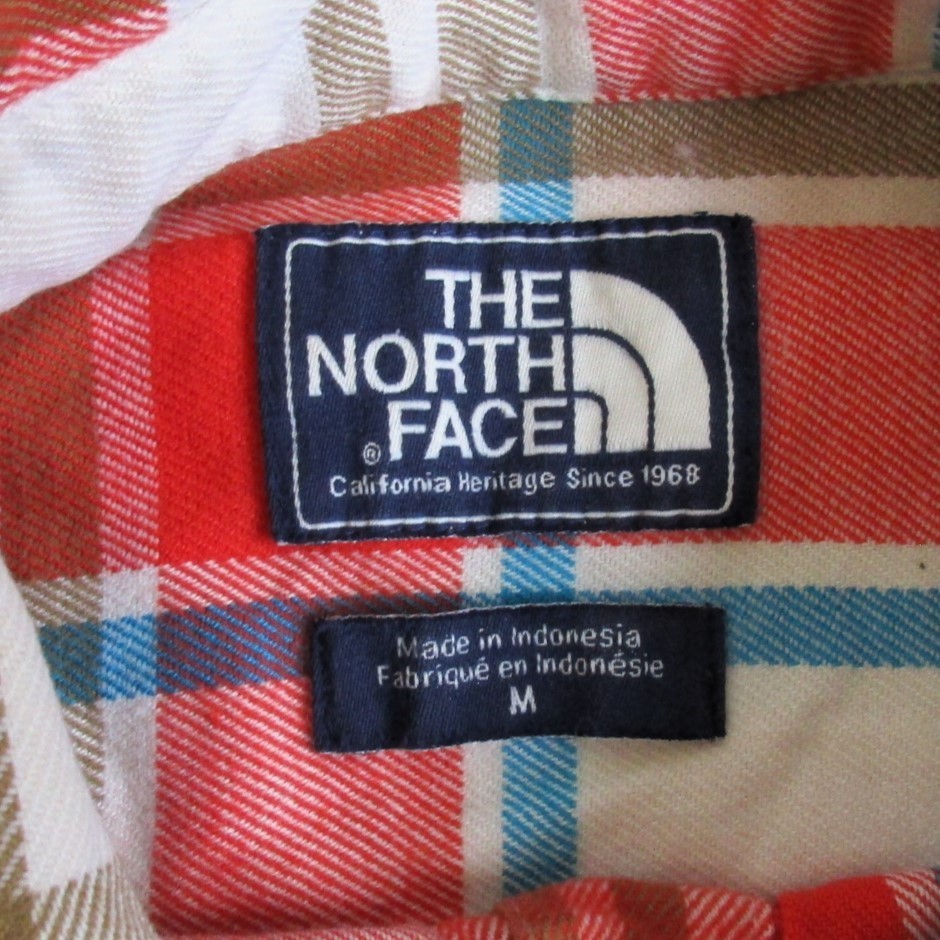 THE
NORTH
® FACE
California Heritage Since 1968
Made in Indonesia
Fabriqué en Indonésie
M